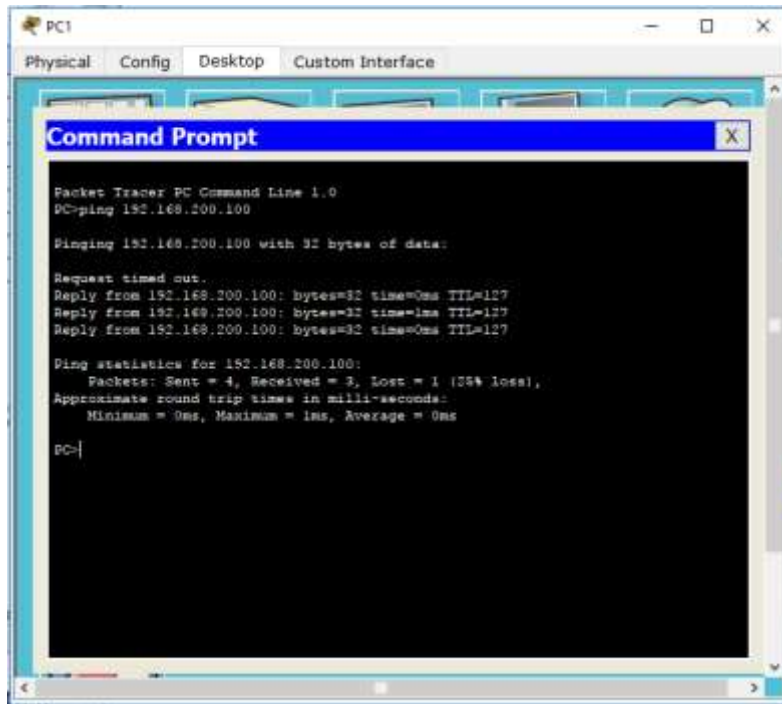 PC1
Physical Config Desktop Custom Interface
Command Prompt X
Packet Tracer PC Command Line 1.0
PC>ping 192.168.200.100
Pinging 192.168.200.100 with 32 bytes of data:
Request timed out.
Reply from 192.168.200.100: bytes=32 time=0ms TTL=127
Reply from 192.168.200.100: bytes=32 time=1ms TTL=127
Reply from 192.168.200.100: bytes=32 time=0ms TTL=127
Ping statistics for 192.168.200.100:
Packets: Sent = 4, Received = 3, Lost = 1 (25% loss),
Approximate round trip times in milli-seconds:
Minimum = 0ms, Maximum = 1ms, Average = 0ms
PC>